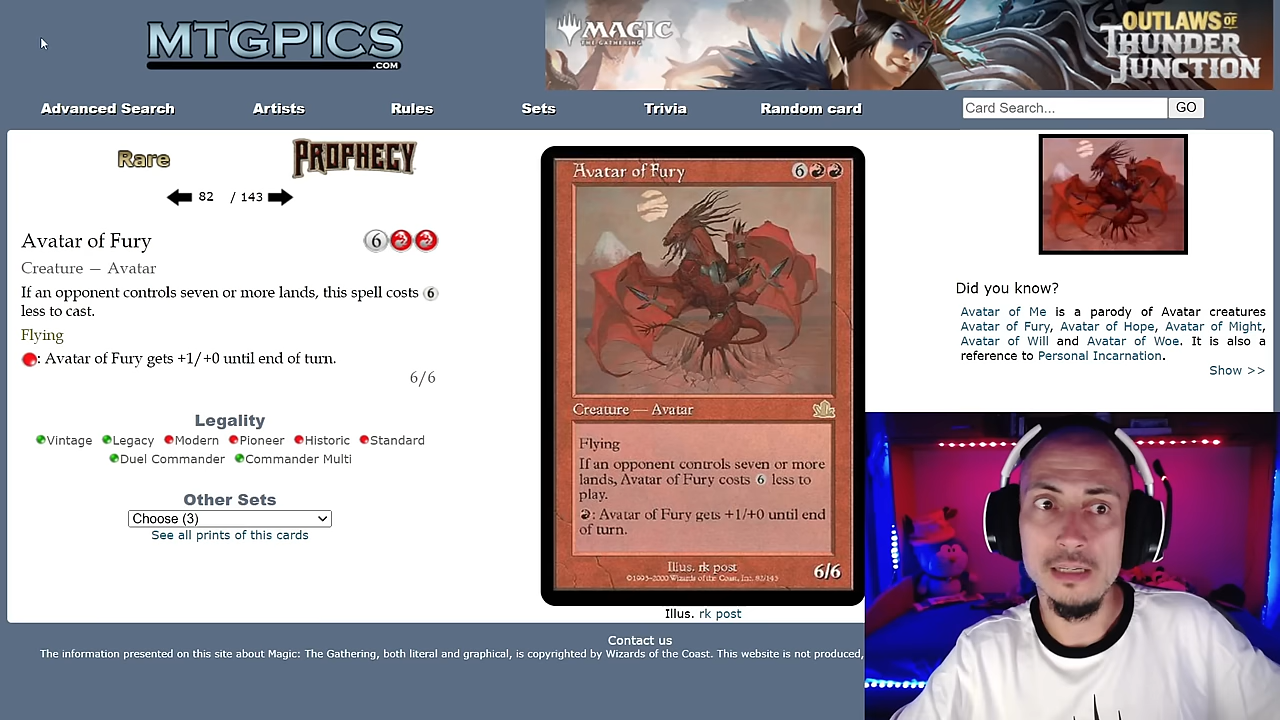 MTGPICS
.COM
MAGIC
THE GATHERING
OUTLAWS OF
THUNDER
JUNCTION
Advanced Search
Artists
Rules
Sets
Trivia
Random card
Card Search...
GO
Rare
PROPHECY
82 / 143
Avatar of Fury
6
Creature — Avatar
If an opponent controls seven or more lands, this spell costs 6
less to cast.
Flying
: Avatar of Fury gets +1/+0 until end of turn.
6/6
Legality
Vintage Legacy Modern Pioneer Historic Standard
Duel Commander Commander Multi
Other Sets
Choose (3)
See all prints of this cards
Avatar of Fury
6
Creature — Avatar
Flying
If an opponent controls seven or more
lands, Avatar of Fury costs 6 less to
play.
: Avatar of Fury gets +1/+0 until end
of turn.
Illus. rk post
©1993-2000 Wizards of the Coast, Inc. 82/143
6/6
Illus. rk post
Did you know?
Avatar of Me is a parody of Avatar creatures
Avatar of Fury, Avatar of Hope, Avatar of Might,
Avatar of Will and Avatar of Woe. It is also a
reference to Personal Incarnation.
Show >>
Contact us
The information presented on this site about Magic: The Gathering, both literal and graphical, is copyrighted by Wizards of the Coast. This website is not produced,